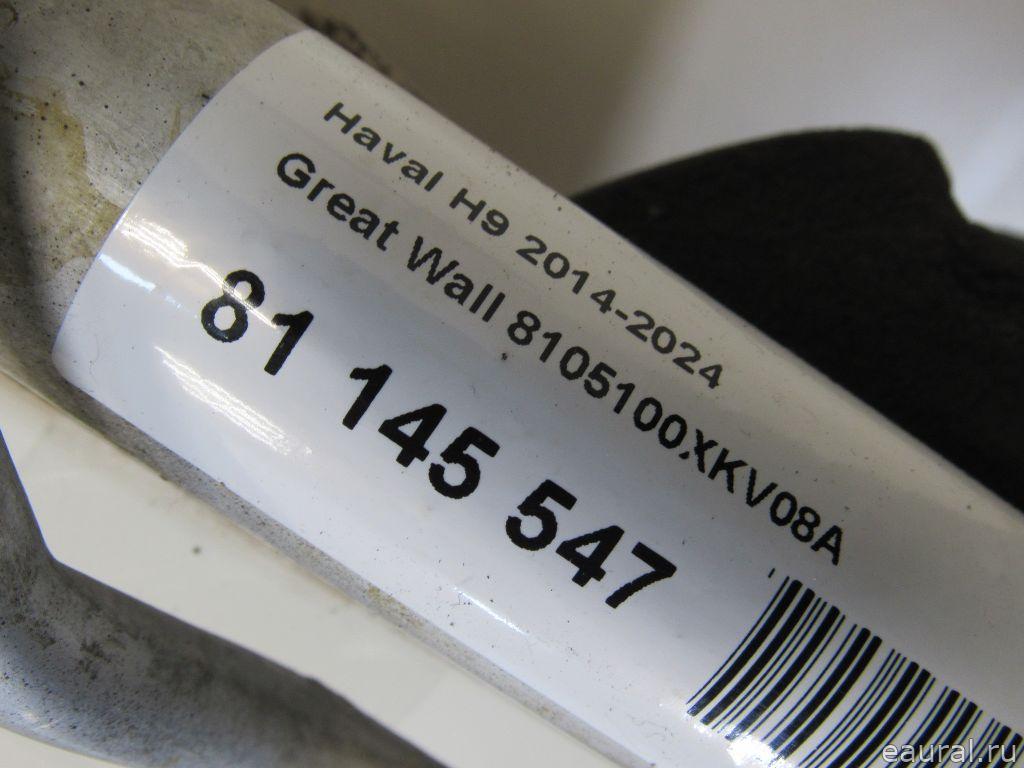 Haval H9 2014-2024
Great Wall 8105100XKV08A
81 145 547
eaural.ru